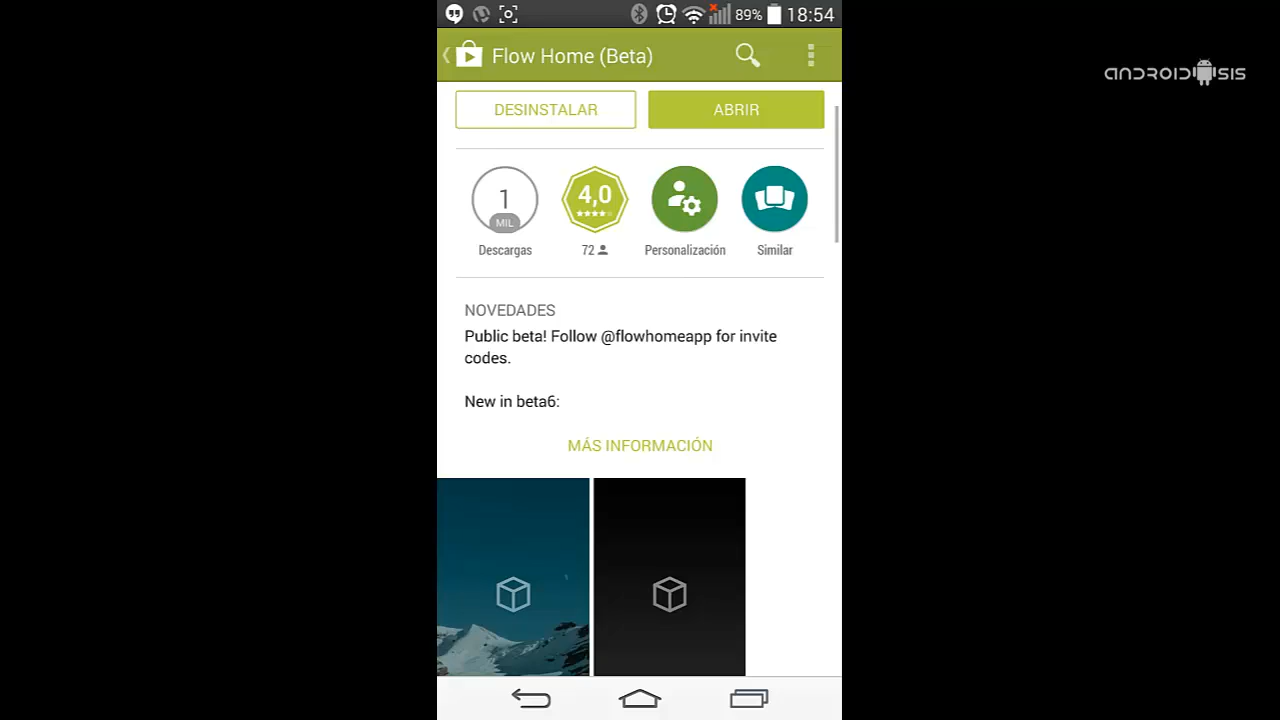 89% 18:54
Flow Home (Beta)
ANDROIDSIS
DESINSTALAR ABRIR
1 4,0
MIL
Descargas 72 Personalización Similar
NOVEDADES
Public beta! Follow @flowhomeapp for invite
codes.
New in beta6:
MÁS INFORMACIÓN